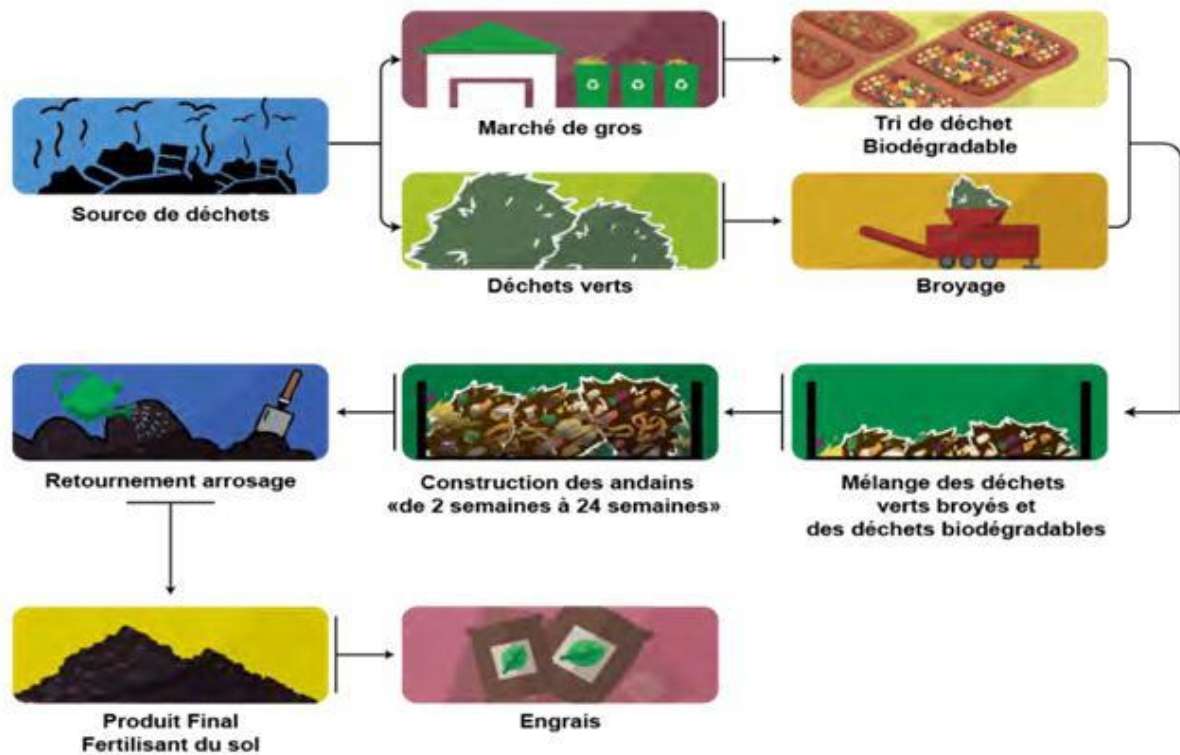 Source de déchets
Marché de gros
Tri de déchet
Biodégradable
Déchets verts
Broyage
Mélange des déchets
verts broyés et
des déchets biodégradables
Construction des andains
«de 2 semaines à 24 semaines»
Retournement arrosage
Produit Final
Fertilisant du sol
Engrais